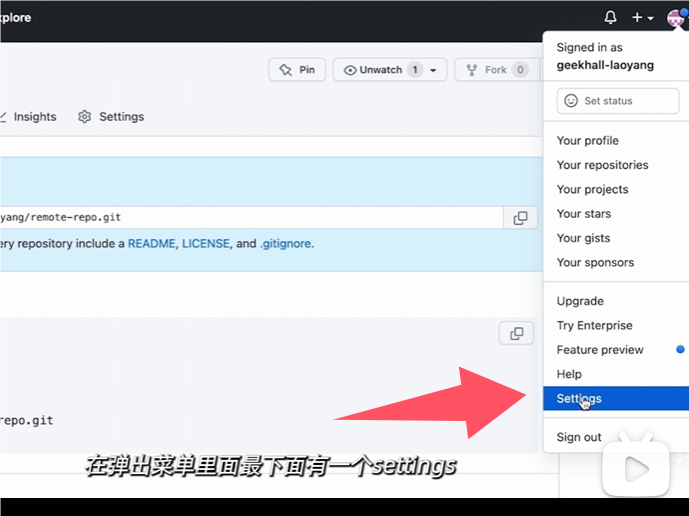 xplore
Signed in as
geekhall-laoyang
Pin
Unwatch 1
Fork 0
Set status
Insights
Settings
Your profile
Your repositories
Your projects
Your stars
Your gists
Your sponsors
yang/remote-repo.git
ery repository include a README, LICENSE, and .gitignore.
Upgrade
Try Enterprise
Feature preview
Help
Settings
Sign out
repo.git
在弹出菜单里面最下面有一个settings